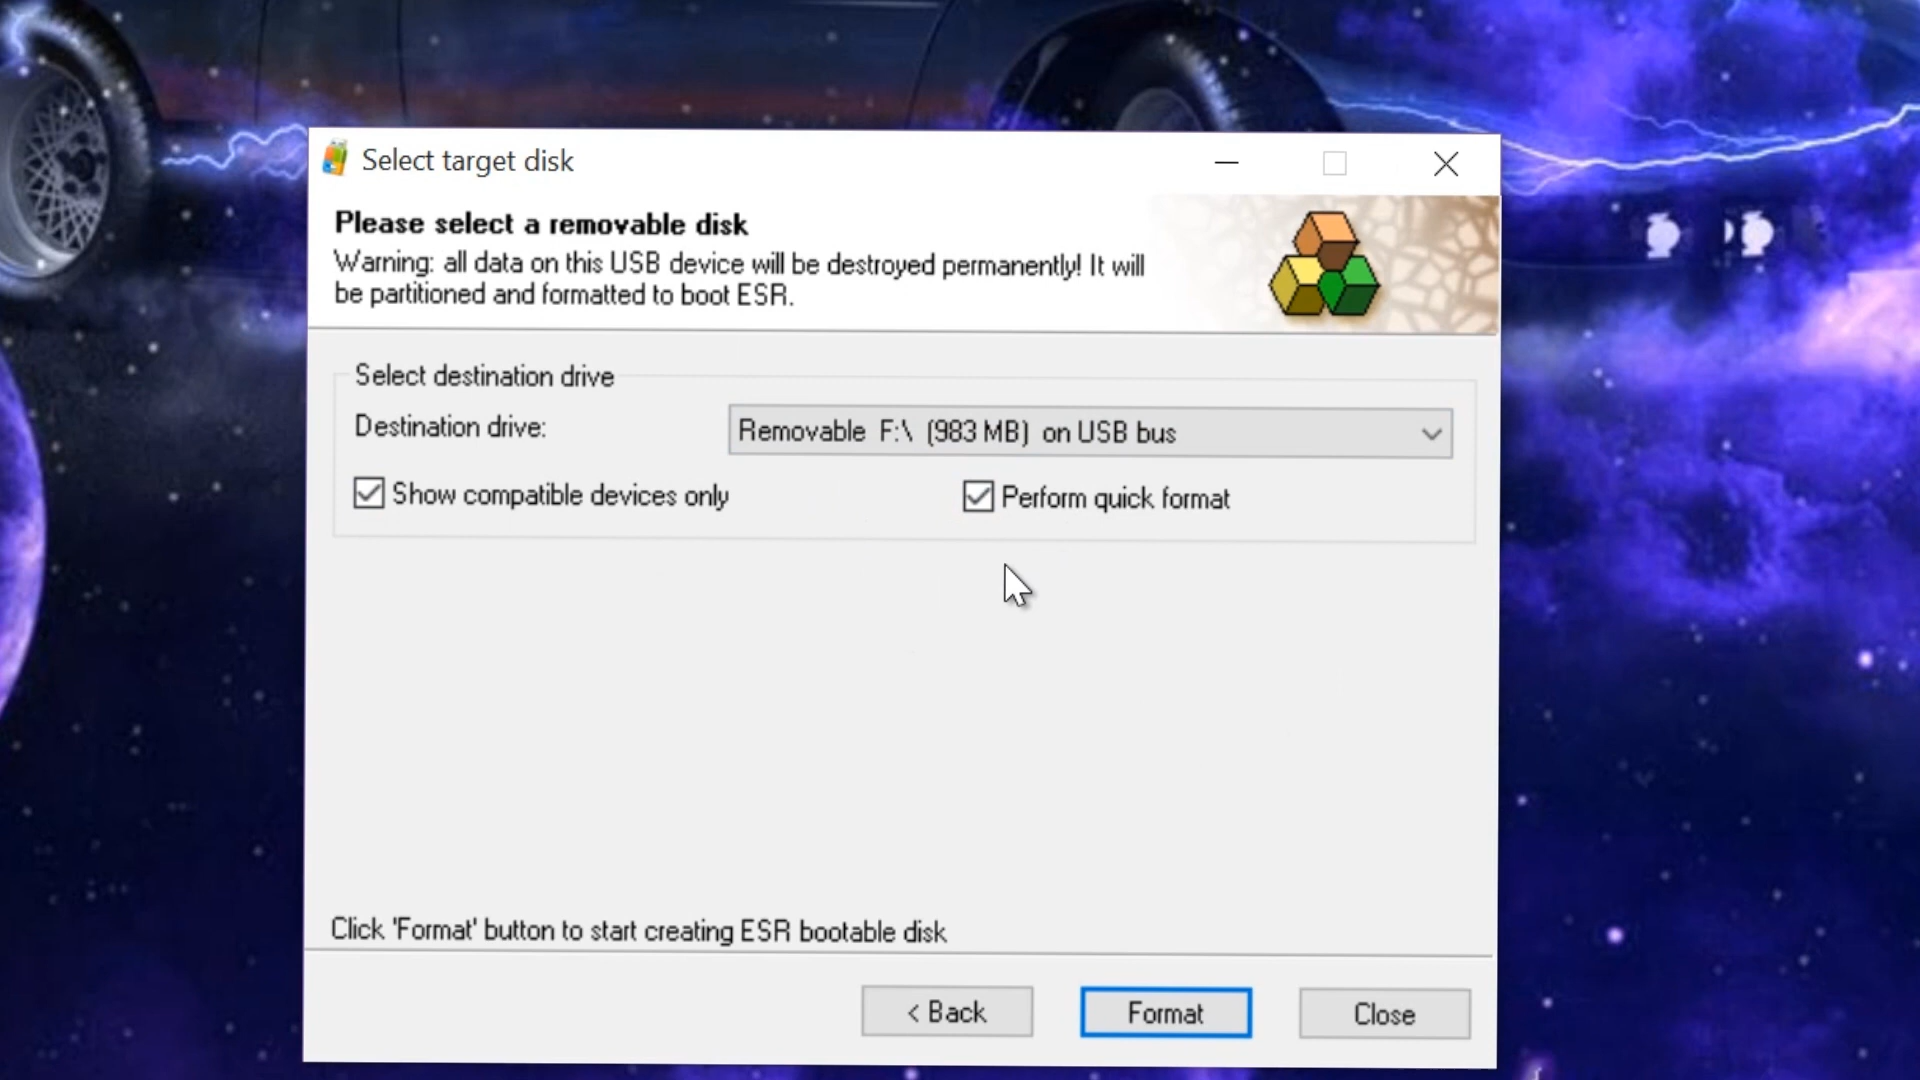 Select target disk
Please select a removable disk
Warning: all data on this USB device will be destroyed permanently! It will
be partitioned and formatted to boot ESR.
Select destination drive
Destination drive:
Removable F:\ (983 MB) on USB bus
Show compatible devices only
Perform quick format
Click 'Format' button to start creating ESR bootable disk
< Back
Format
Close